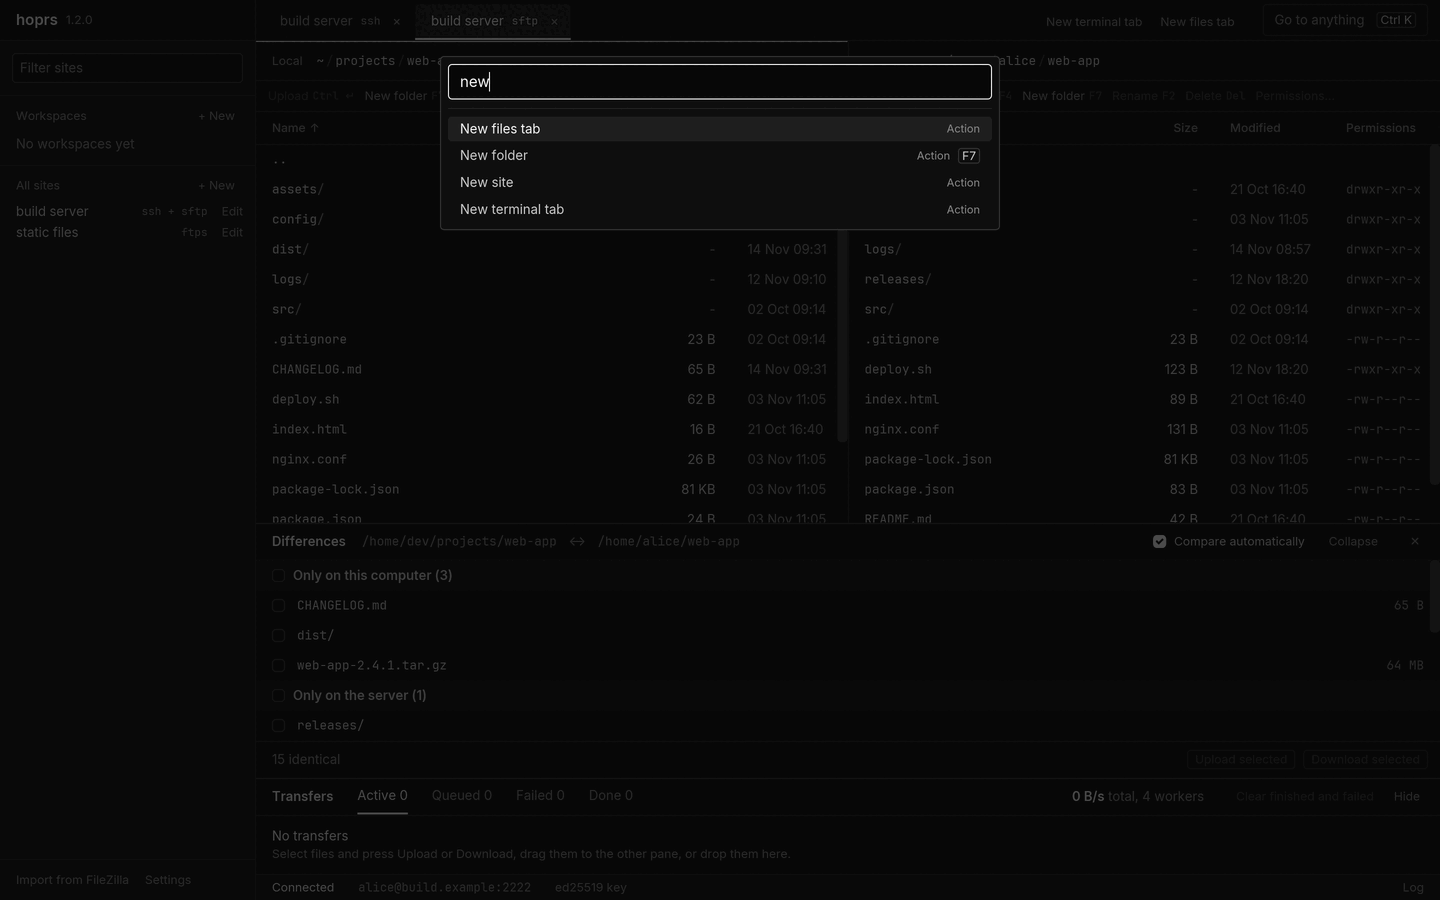 hoprs 1.2.0
build server ssh ×
build server sftp ×
New terminal tab
New files tab
Go to anything Ctrl K
Filter sites
Workspaces + New
No workspaces yet
All sites + New
build server ssh + sftp Edit
static files ftps Edit
Import from FileZilla Settings
Local ~/projects/web-a
alice/web-app
Upload Ctrl ↵ New folder F
F4 New folder F7 Rename F2 Delete Del Permissions...
new
New files tab Action
New folder Action F7
New site Action
New terminal tab Action
Name ↑
Size Modified Permissions
..
assets/
- 21 Oct 16:40 drwxr-xr-x
config/
- 03 Nov 11:05 drwxr-xr-x
dist/ - 14 Nov 09:31
logs/ - 14 Nov 08:57 drwxr-xr-x
logs/ - 12 Nov 09:10
releases/ - 12 Nov 18:20 drwxr-xr-x
src/ - 02 Oct 09:14
src/ - 02 Oct 09:14 drwxr-xr-x
.gitignore 23 B 02 Oct 09:14
.gitignore 23 B 02 Oct 09:14 -rw-r--r--
CHANGELOG.md 65 B 14 Nov 09:31
deploy.sh 123 B 12 Nov 18:20 -rwxr-xr-x
deploy.sh 62 B 03 Nov 11:05
index.html 89 B 21 Oct 16:40 -rw-r--r--
index.html 16 B 21 Oct 16:40
nginx.conf 131 B 03 Nov 11:05 -rw-r--r--
nginx.conf 26 B 03 Nov 11:05
package-lock.json 81 KB 03 Nov 11:05 -rw-r--r--
package-lock.json 81 KB 03 Nov 11:05
package.json 83 B 03 Nov 11:05 -rw-r--r--
package.json 24 B 03 Nov 11:05
README.md 42 B 21 Oct 16:40 -rw-r--r--
Differences /home/dev/projects/web-app ↔ /home/alice/web-app
Compare automatically Collapse ×
Only on this computer (3)
CHANGELOG.md 65 B
dist/
web-app-2.4.1.tar.gz 64 MB
Only on the server (1)
releases/
15 identical
Upload selected Download selected
Transfers Active 0 Queued 0 Failed 0 Done 0
0 B/s total, 4 workers Clear finished and failed Hide
No transfers
Select files and press Upload or Download, drag them to the other pane, or drop them here.
Connected alice@build.example:2222 ed25519 key Log